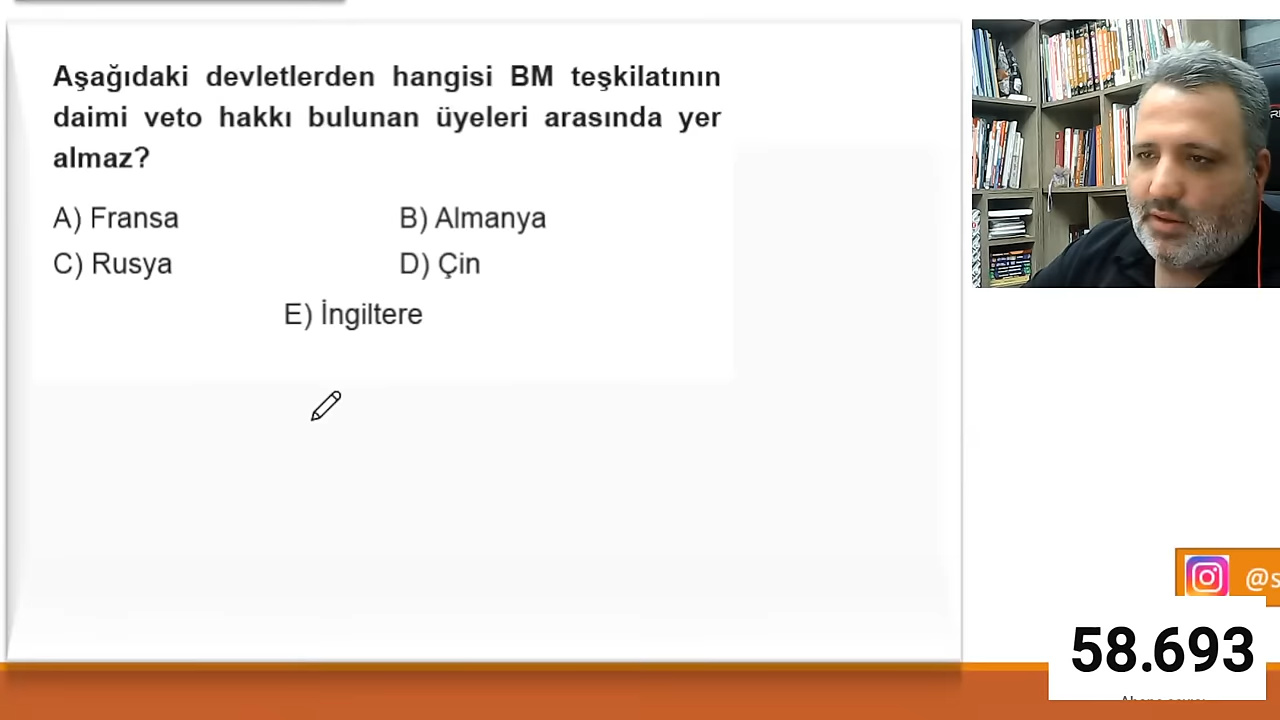 Aşağıdaki devletlerden hangisi BM teşkilatının
daimi veto hakkı bulunan üyeleri arasında yer
almaz?
A) Fransa B) Almanya
C) Rusya D) Çin
E) İngiltere
@s
58.693